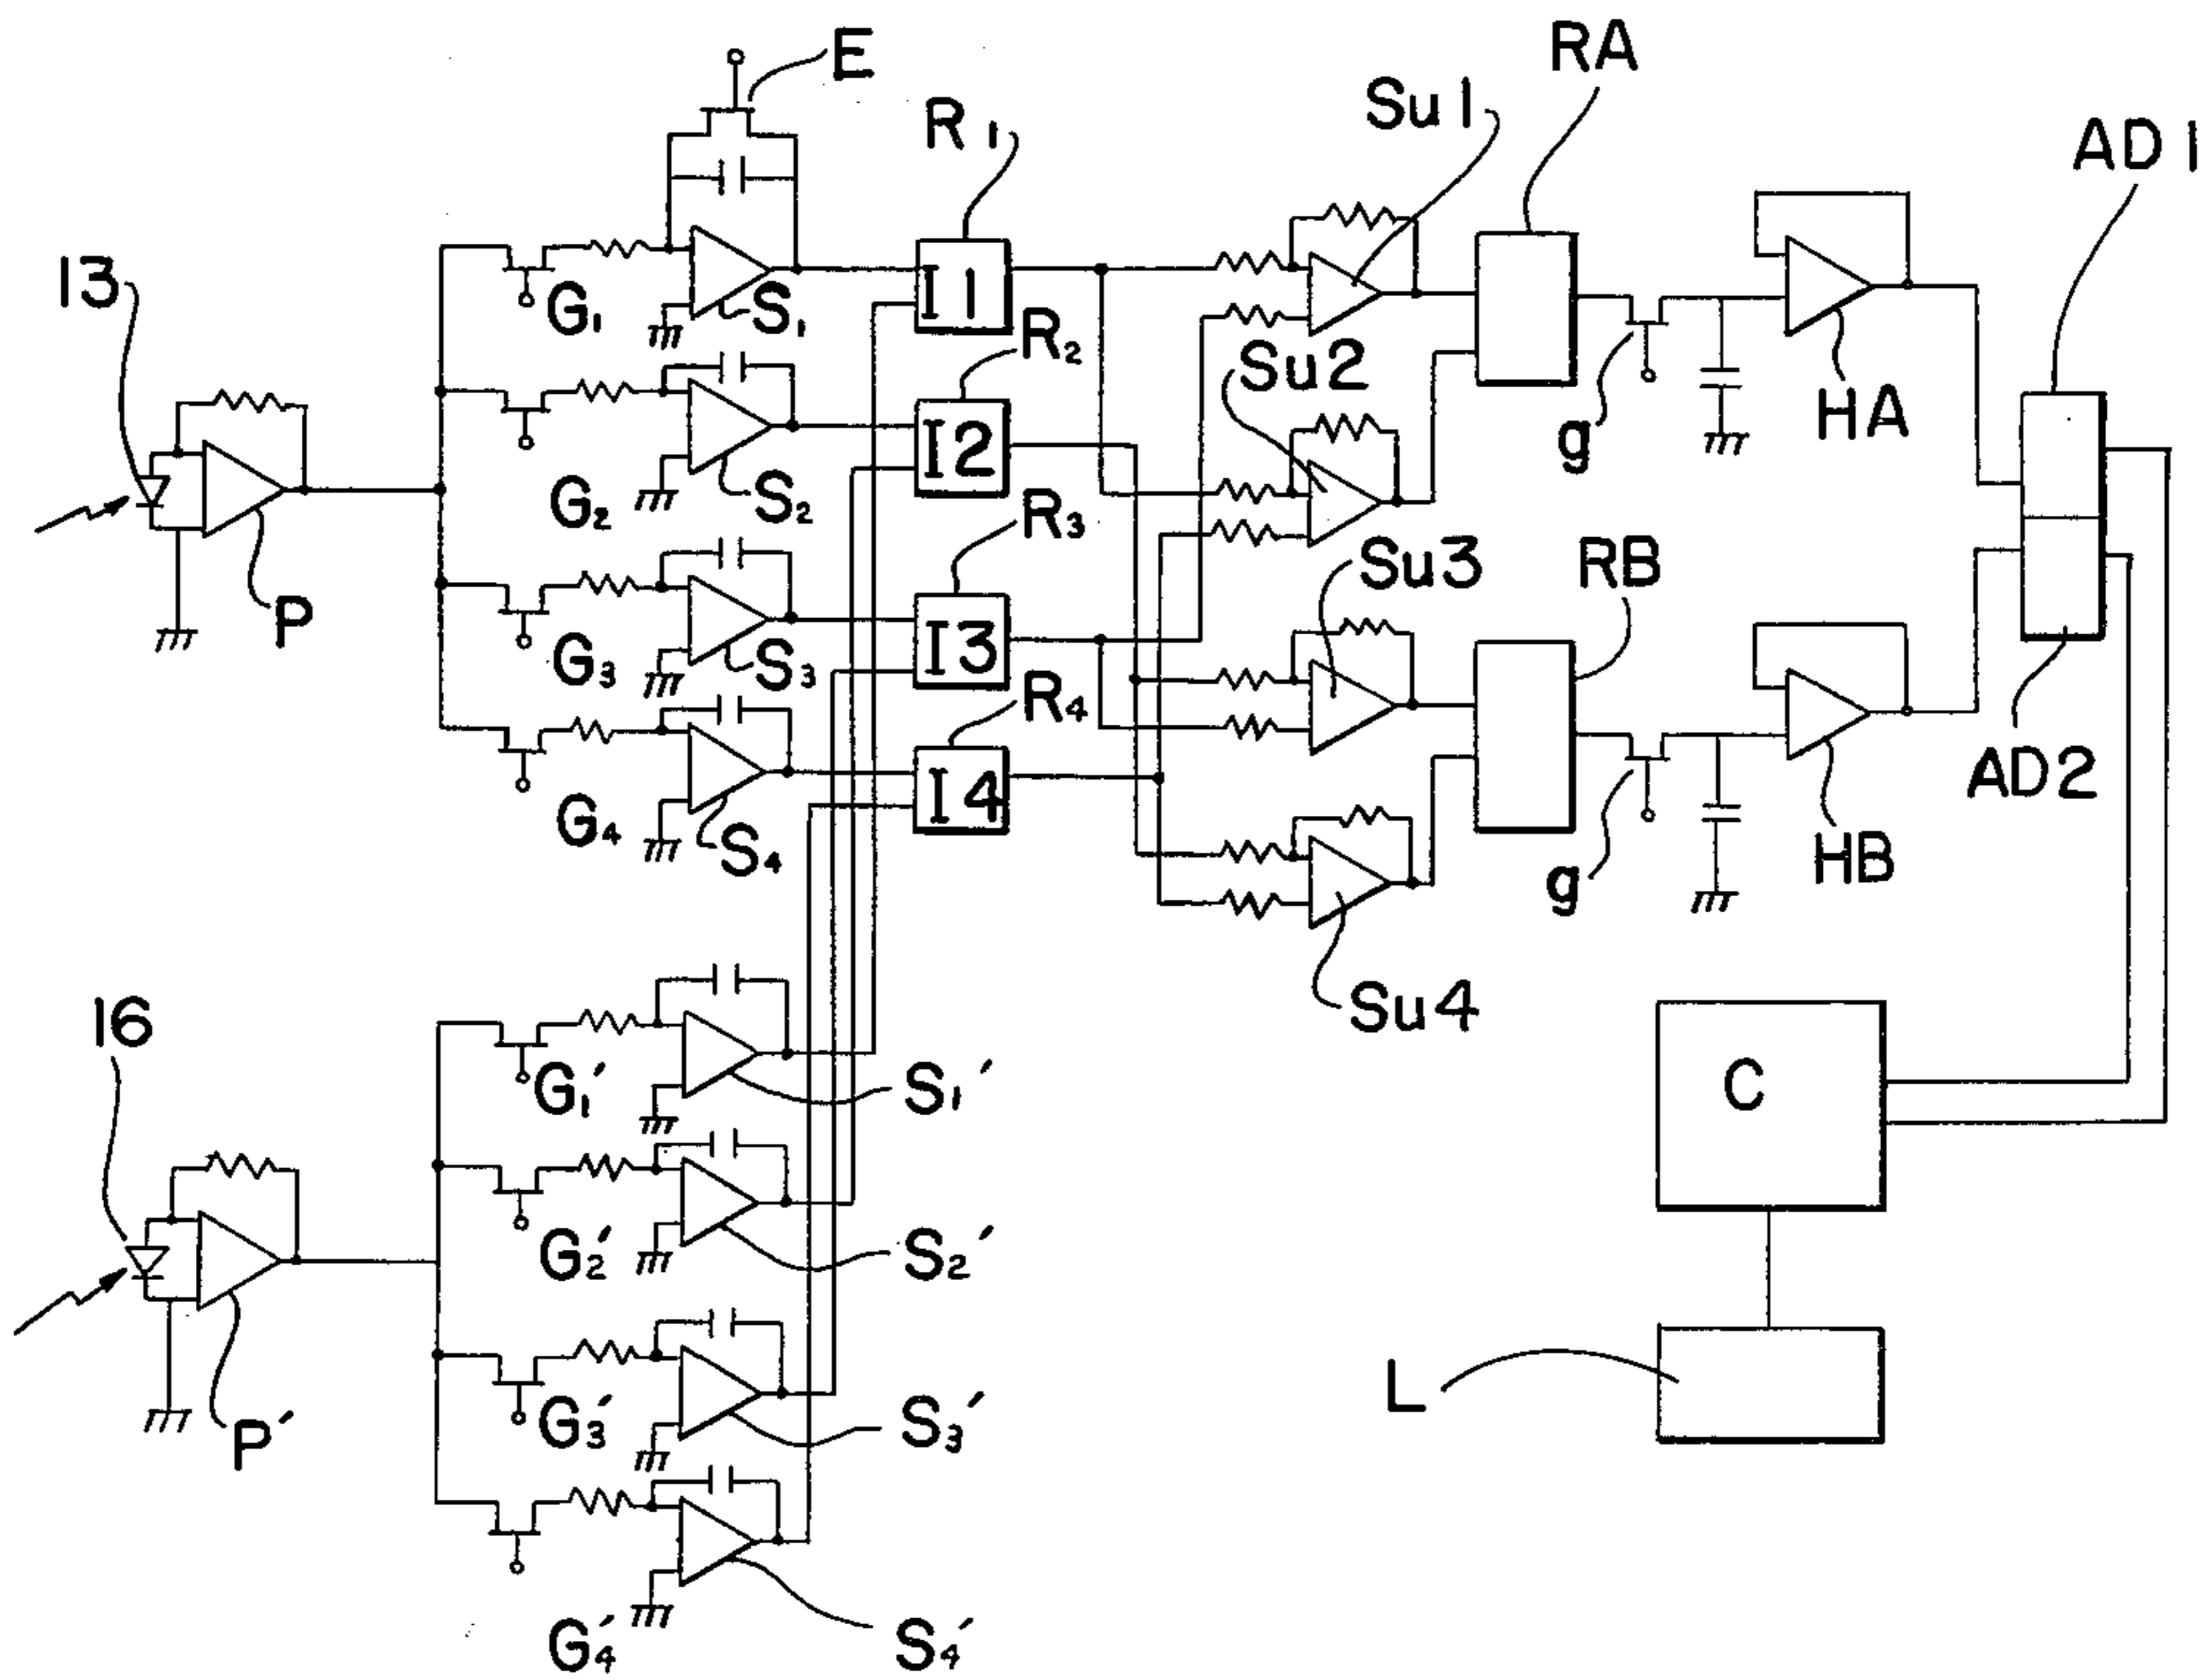 E
RA
R1
Su1
AD1
13
G1
S1
I1
R2
Su2
g
HA
I2
G2
S2
R3
Su3
RB
P
G3
S3
I3
R4
AD2
G4
S4
I4
g
HB
Su4
16
G1'
S1'
C
G2'
S2'
P'
G3'
S3'
L
G4'
S4'